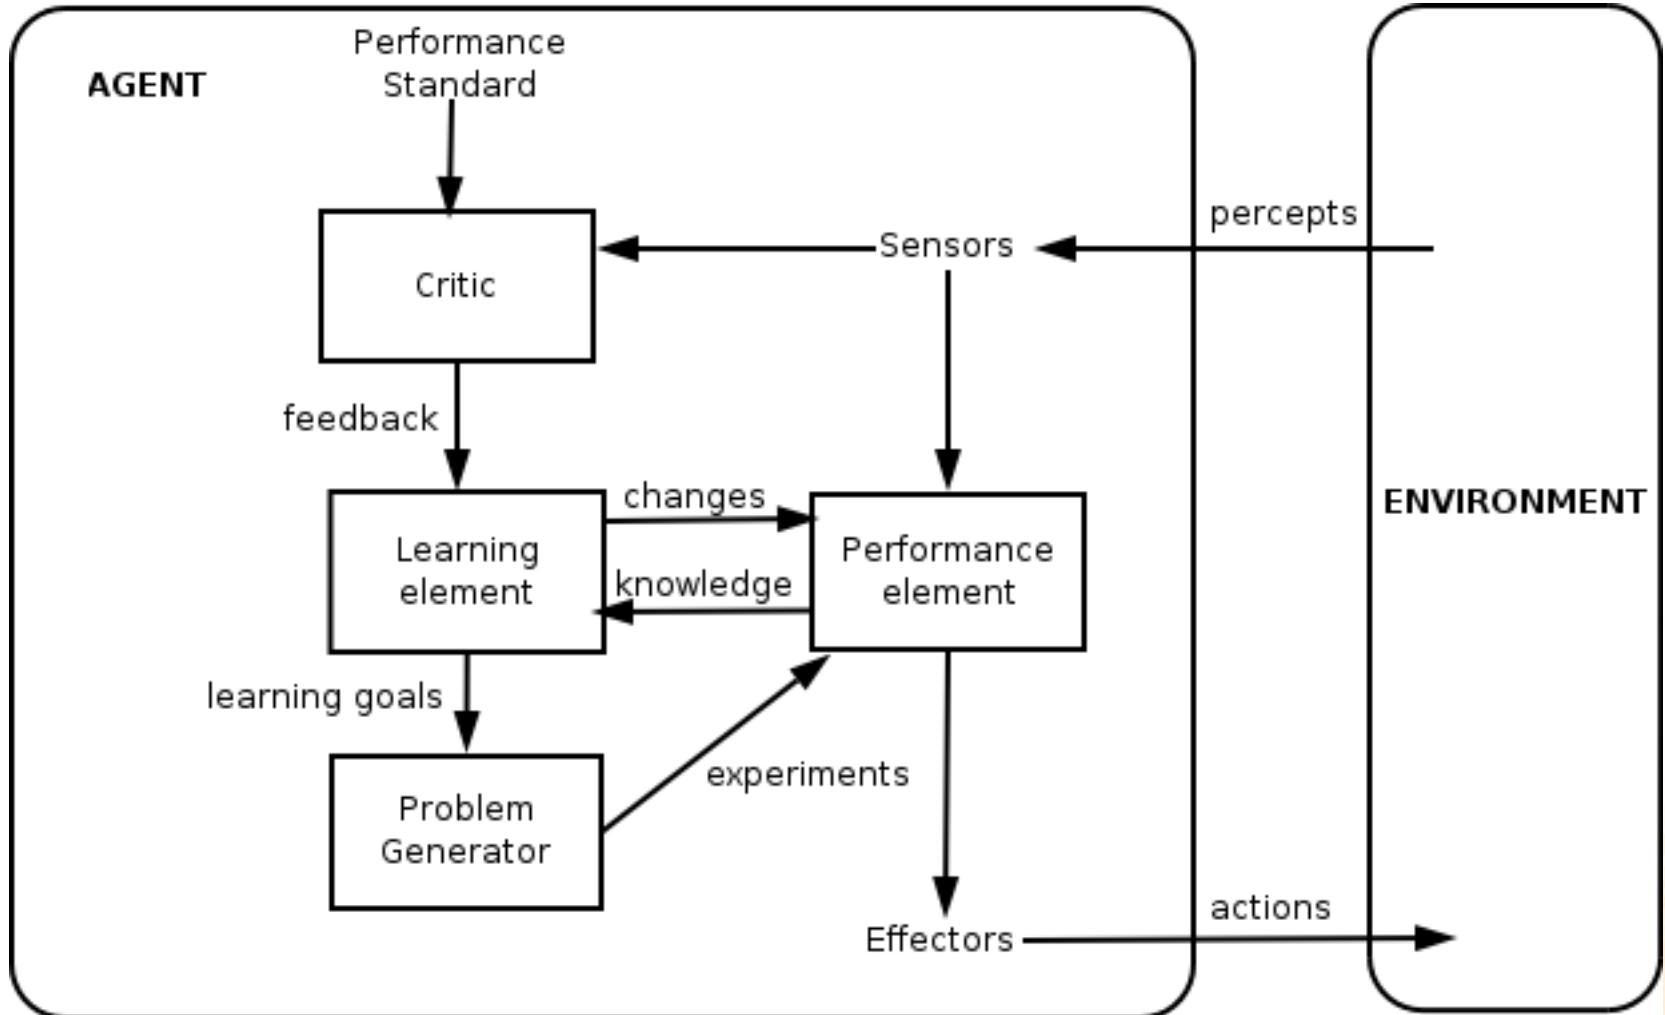 Performance
Standard
AGENT
percepts
Sensors
Critic
feedback
changes
Learning
element
Performance
element
ENVIRONMENT
knowledge
learning goals
experiments
Problem
Generator
actions
Effectors